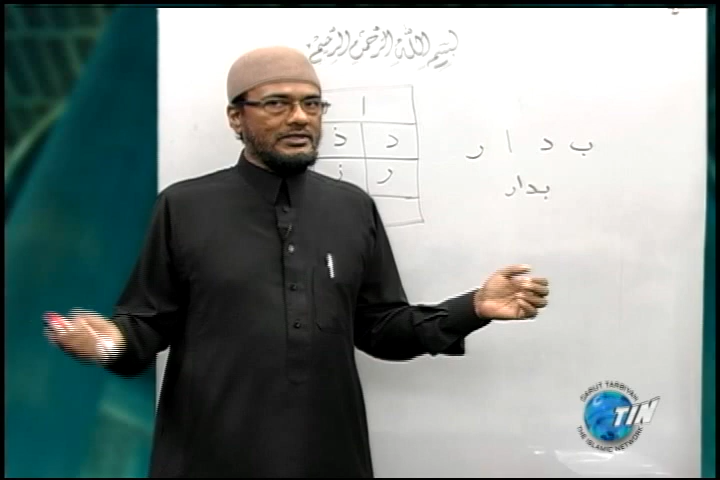 بسم الله الرحمن الرحيم
ا
د ذ
ر ز
ب د ا ر
بدار
DARUT TARBIYAH
TIN
THE ISLAMIC NETWORK